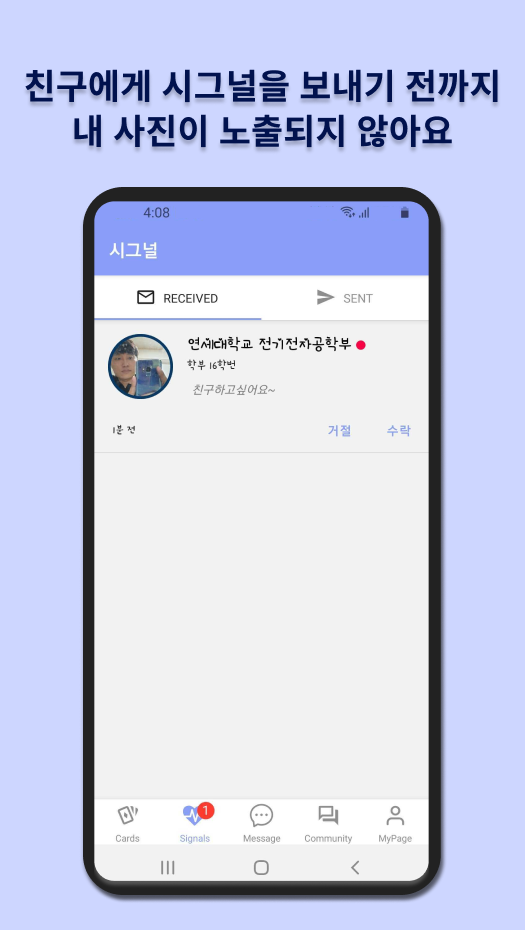 친구에게 시그널을 보내기 전까지
내 사진이 노출되지 않아요
4:08
시그널
RECEIVED
SENT
연세대학교 전기전자공학부
학부 16학번
친구하고싶어요~
1분 전
거절
수락
1
Cards
Signals
Message
Community
MyPage